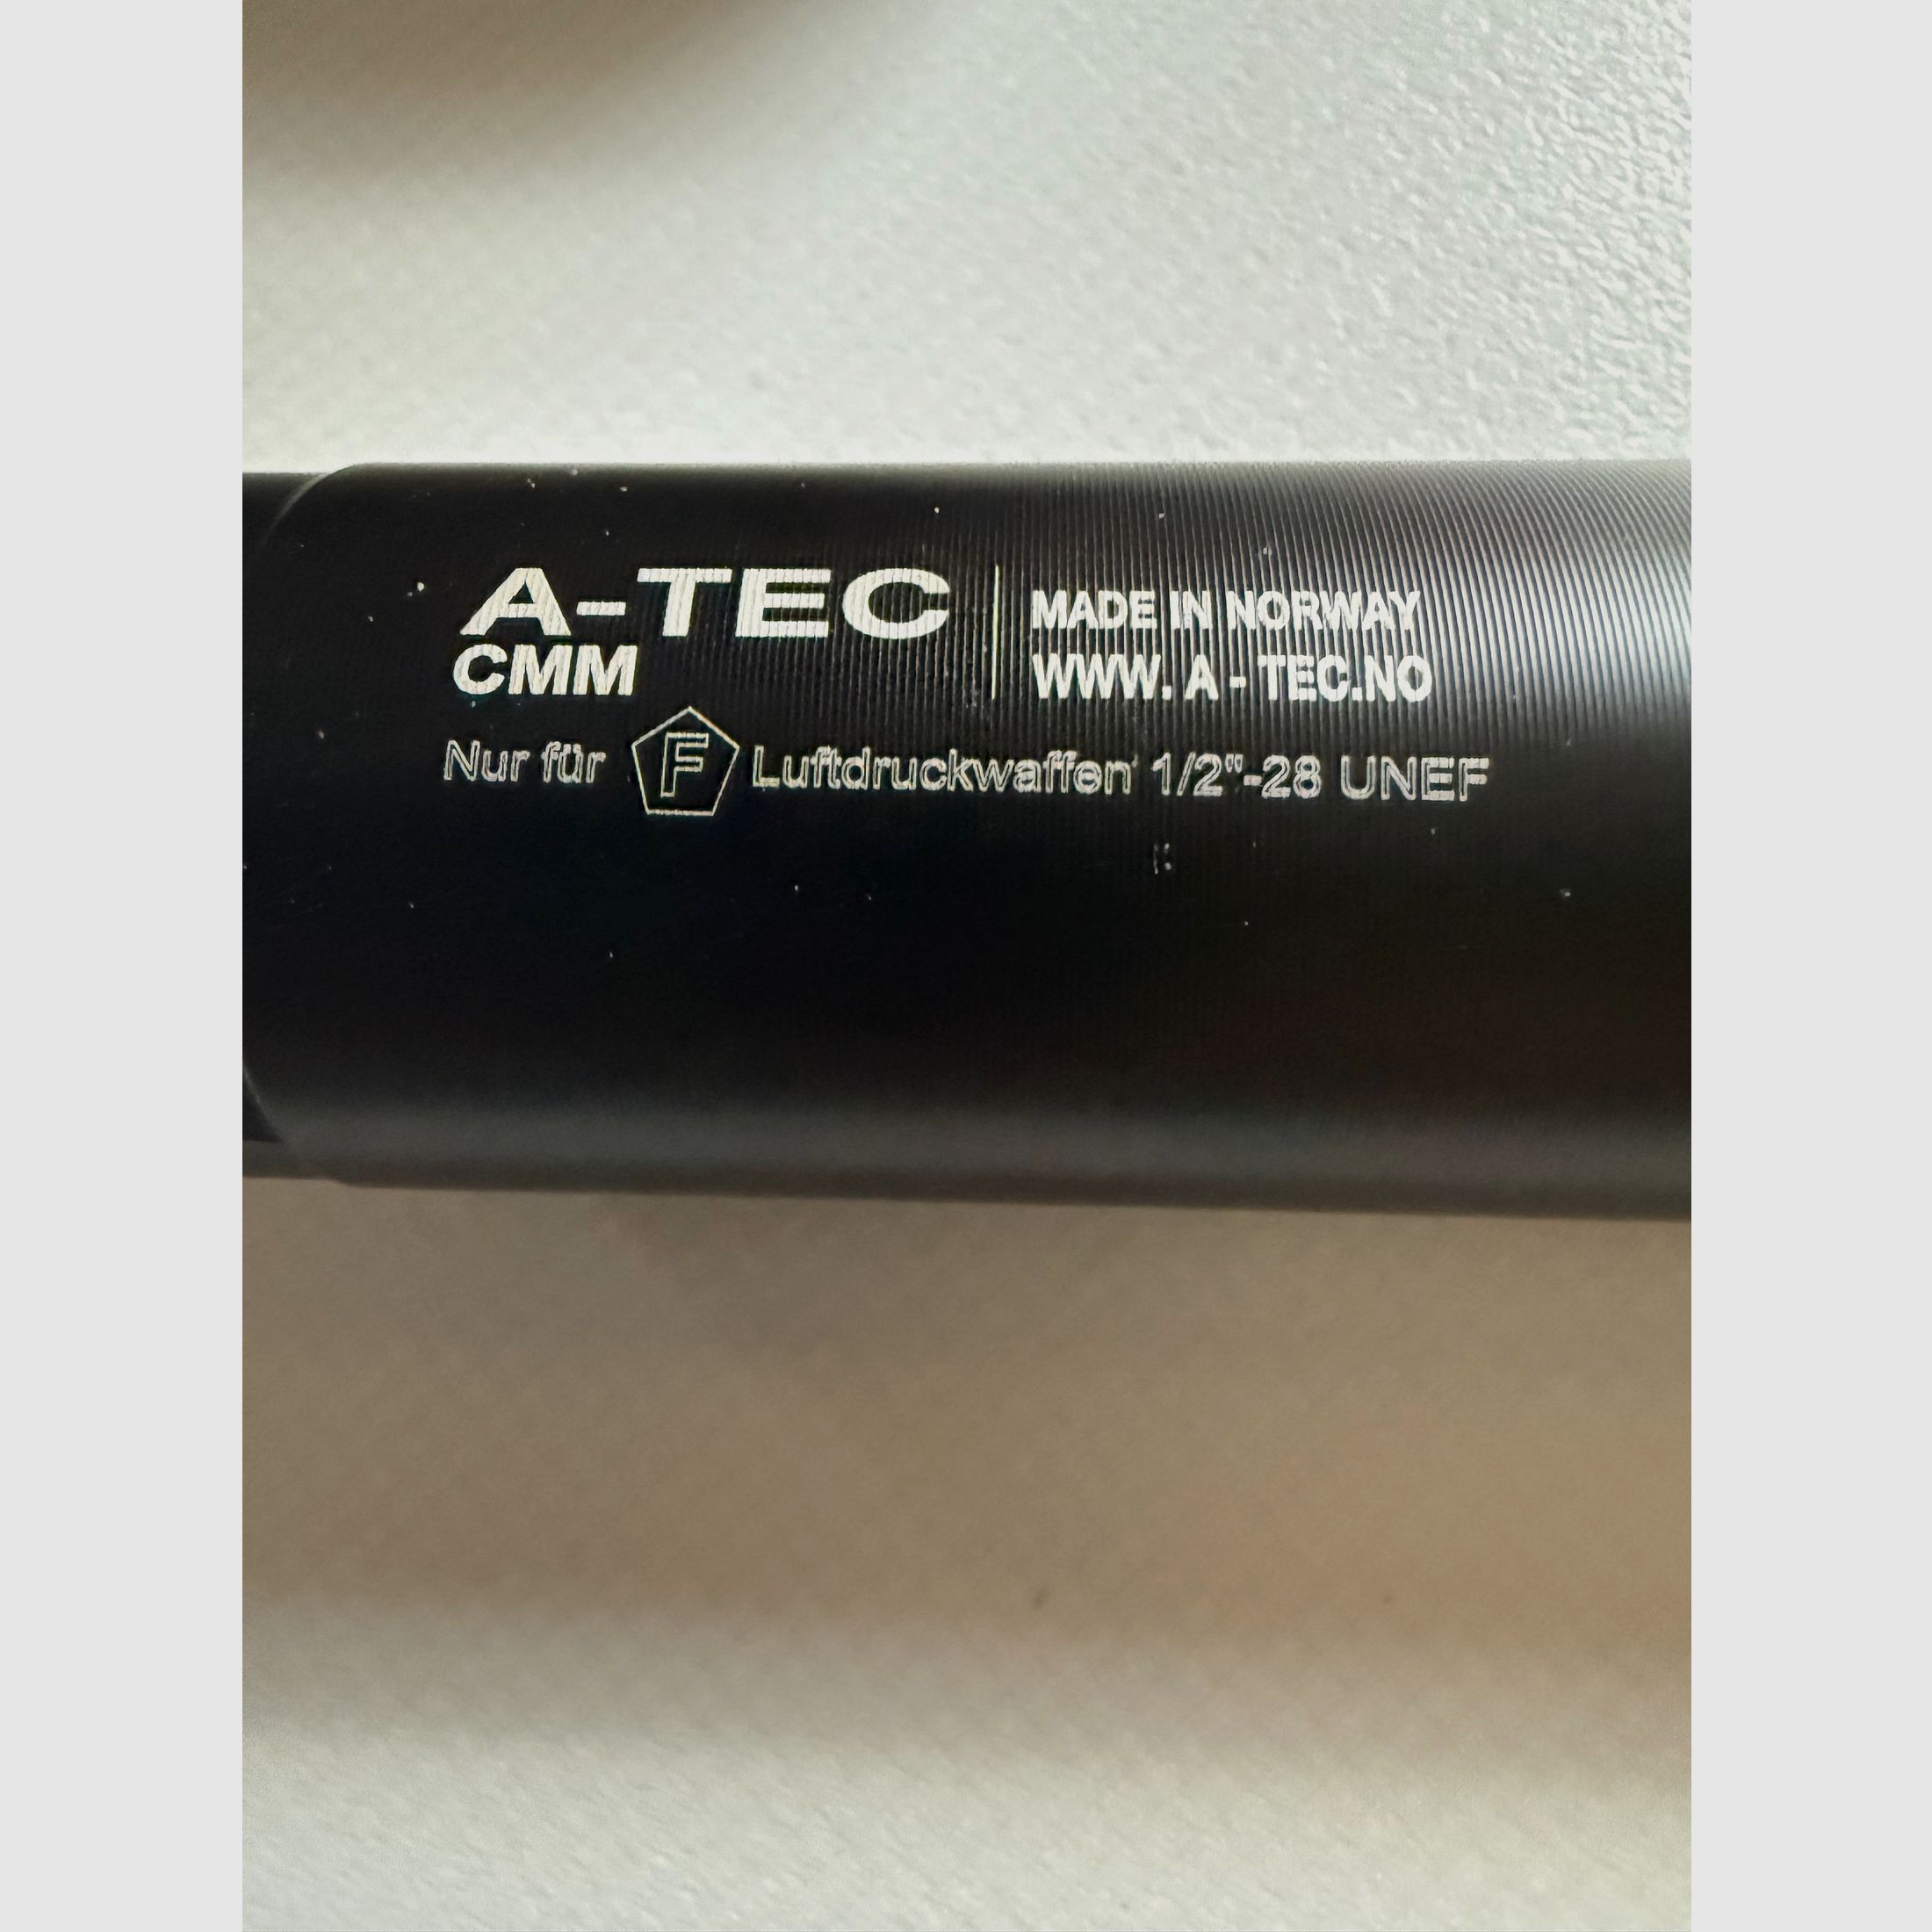 A-TEC
CMM
MADE IN NORWAY
WWW. A - TEC.NO
Nur für F Luftdruckwaffen 1/2"-28 UNEF